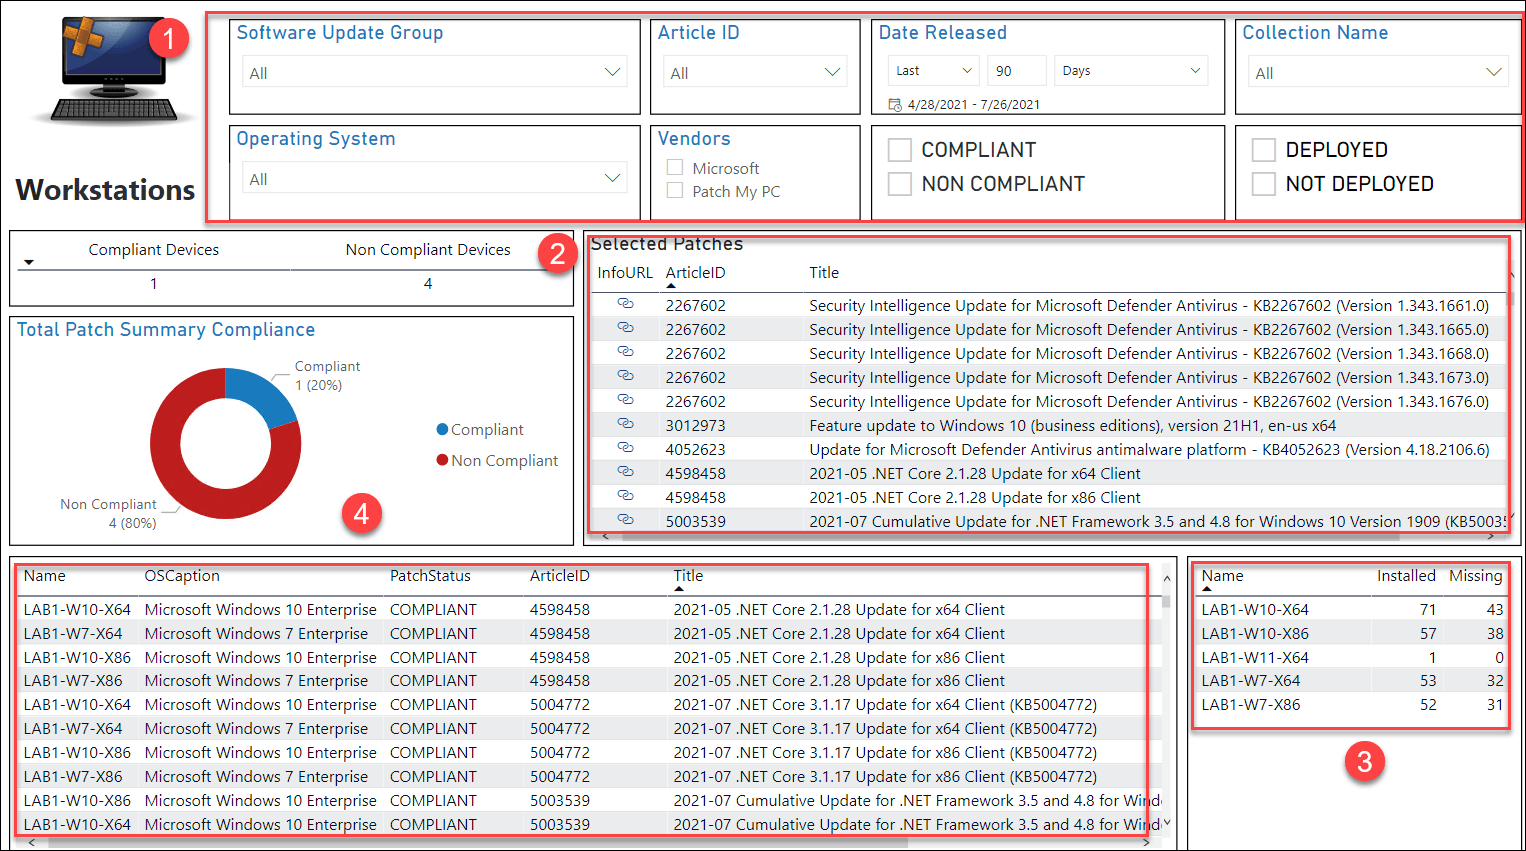 1
Workstations
Software Update Group
All
Article ID
All
Date Released
Last 90 Days
4/28/2021 - 7/26/2021
Collection Name
All
Operating System
All
Vendors
Microsoft
Patch My PC
COMPLIANT
NON COMPLIANT
DEPLOYED
NOT DEPLOYED
Compliant Devices Non Compliant Devices
1 4
2
Selected Patches
InfoURL ArticleID Title
2267602 Security Intelligence Update for Microsoft Defender Antivirus - KB2267602 (Version 1.343.1661.0)
2267602 Security Intelligence Update for Microsoft Defender Antivirus - KB2267602 (Version 1.343.1665.0)
2267602 Security Intelligence Update for Microsoft Defender Antivirus - KB2267602 (Version 1.343.1668.0)
2267602 Security Intelligence Update for Microsoft Defender Antivirus - KB2267602 (Version 1.343.1673.0)
2267602 Security Intelligence Update for Microsoft Defender Antivirus - KB2267602 (Version 1.343.1676.0)
3012973 Feature update to Windows 10 (business editions), version 21H1, en-us x64
4052623 Update for Microsoft Defender Antivirus antimalware platform - KB4052623 (Version 4.18.2106.6)
4598458 2021-05 .NET Core 2.1.28 Update for x64 Client
4598458 2021-05 .NET Core 2.1.28 Update for x86 Client
5003539 2021-07 Cumulative Update for .NET Framework 3.5 and 4.8 for Windows 10 Version 1909 (KB50035
Total Patch Summary Compliance
Compliant
1 (20%)
Compliant
Non Compliant
Non Compliant
4 (80%)
4
Name OSCaption PatchStatus ArticleID Title
LAB1-W10-X64 Microsoft Windows 10 Enterprise COMPLIANT 4598458 2021-05 .NET Core 2.1.28 Update for x64 Client
LAB1-W7-X64 Microsoft Windows 7 Enterprise COMPLIANT 4598458 2021-05 .NET Core 2.1.28 Update for x64 Client
LAB1-W10-X86 Microsoft Windows 10 Enterprise COMPLIANT 4598458 2021-05 .NET Core 2.1.28 Update for x86 Client
LAB1-W7-X86 Microsoft Windows 7 Enterprise COMPLIANT 4598458 2021-05 .NET Core 2.1.28 Update for x86 Client
LAB1-W10-X64 Microsoft Windows 10 Enterprise COMPLIANT 5004772 2021-07 .NET Core 3.1.17 Update for x64 Client (KB5004772)
LAB1-W7-X64 Microsoft Windows 7 Enterprise COMPLIANT 5004772 2021-07 .NET Core 3.1.17 Update for x64 Client (KB5004772)
LAB1-W10-X86 Microsoft Windows 10 Enterprise COMPLIANT 5004772 2021-07 .NET Core 3.1.17 Update for x86 Client (KB5004772)
LAB1-W7-X86 Microsoft Windows 7 Enterprise COMPLIANT 5004772 2021-07 .NET Core 3.1.17 Update for x86 Client (KB5004772)
LAB1-W10-X86 Microsoft Windows 10 Enterprise COMPLIANT 5003539 2021-07 Cumulative Update for .NET Framework 3.5 and 4.8 for Wind
LAB1-W10-X64 Microsoft Windows 10 Enterprise COMPLIANT 5003539 2021-07 Cumulative Update for .NET Framework 3.5 and 4.8 for Wind
Name Installed Missing
LAB1-W10-X64 71 43
LAB1-W10-X86 57 38
LAB1-W11-X64 1 0
LAB1-W7-X64 53 32
LAB1-W7-X86 52 31
3